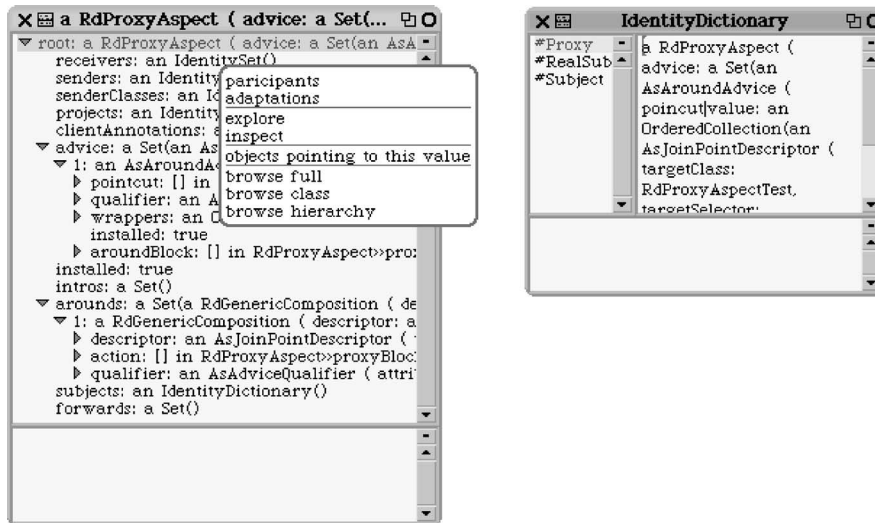 a RdProxyAspect ( advice: a Set(...
root: a RdProxyAspect ( advice: a Set(an AsA
receivers: an IdentitySet()
senders: an Identity
senderClasses: an Id
projects: an Identity
clientAnnotations: a
advice: a Set(an As
1: an AsAroundAd
pointcut: [] in
qualifier: an A
wrappers: an O
installed: true
aroundBlock: [] in RdProxyAspect»prox
installed: true
intros: a Set()
arounds: a Set(a RdGenericComposition ( de
1: a RdGenericComposition ( descriptor: a
descriptor: an AsJoinPointDescriptor ( t
action: [] in RdProxyAspect»proxyBloc
qualifier: an AsAdviceQualifier ( attri
subjects: an IdentityDictionary()
forwards: a Set()
paricipants
adaptations
explore
inspect
objects pointing to this value
browse full
browse class
browse hierarchy
IdentityDictionary
#Proxy
#RealSub
#Subject
a RdProxyAspect (
advice: a Set(an
AsAroundAdvice (
poincut value: an
OrderedCollection(an
AsJoinPointDescriptor (
targetClass:
RdProxyAspectTest,
targetSelector: